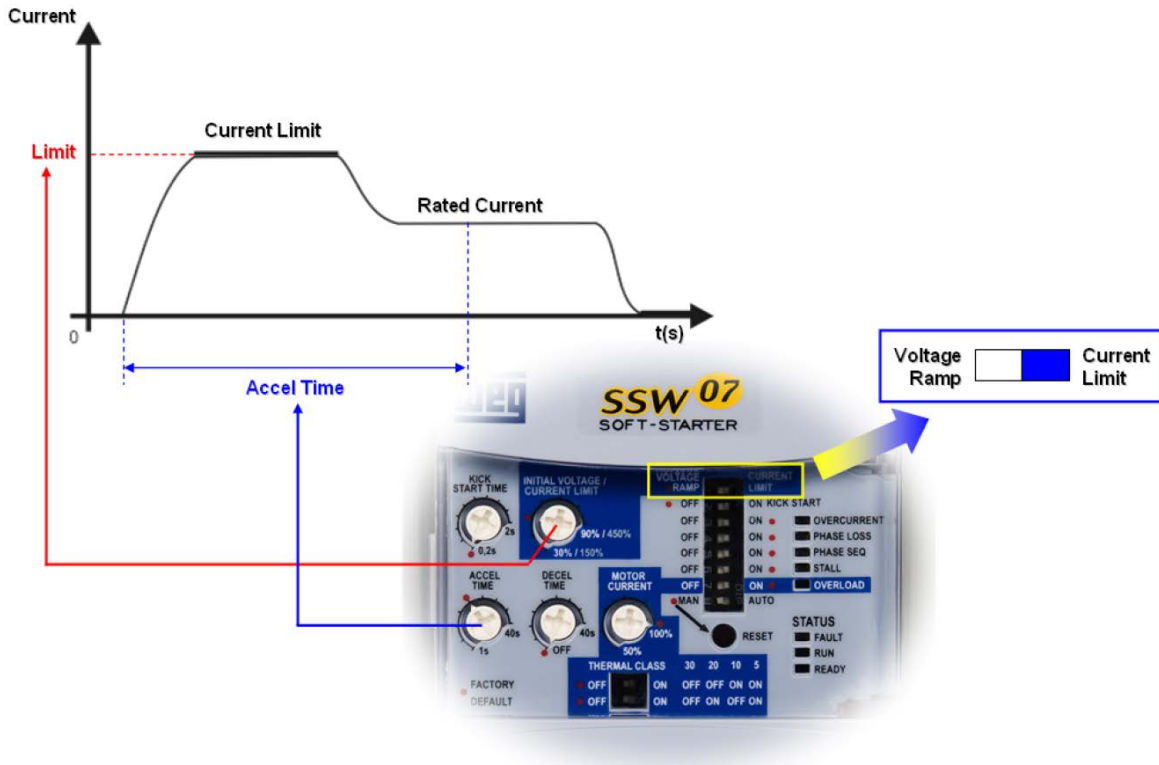 Current
Current Limit
Limit
Rated Current
0
t(s)
Accel Time
Voltage
Ramp
Current
Limit
SSW 07
SOFT-STARTER
KICK
START TIME
2s
0,2s
INITIAL VOLTAGE /
CURRENT LIMIT
90% / 450%
30% / 150%
VOLTAGE
RAMP
CURRENT
LIMIT
OFF ON KICK START
OFF ON OVERCURRENT
OFF ON PHASE LOSS
OFF ON PHASE SEQ
OFF ON STALL
OFF ON OVERLOAD
MAN AUTO
ACCEL
TIME
40s
1s
DECEL
TIME
40s
OFF
MOTOR
CURRENT
100%
50%
RESET
STATUS
FAULT
RUN
READY
THERMAL CLASS 30 20 10 5
OFF ON OFF OFF ON ON
OFF ON OFF ON OFF ON
FACTORY
DEFAULT